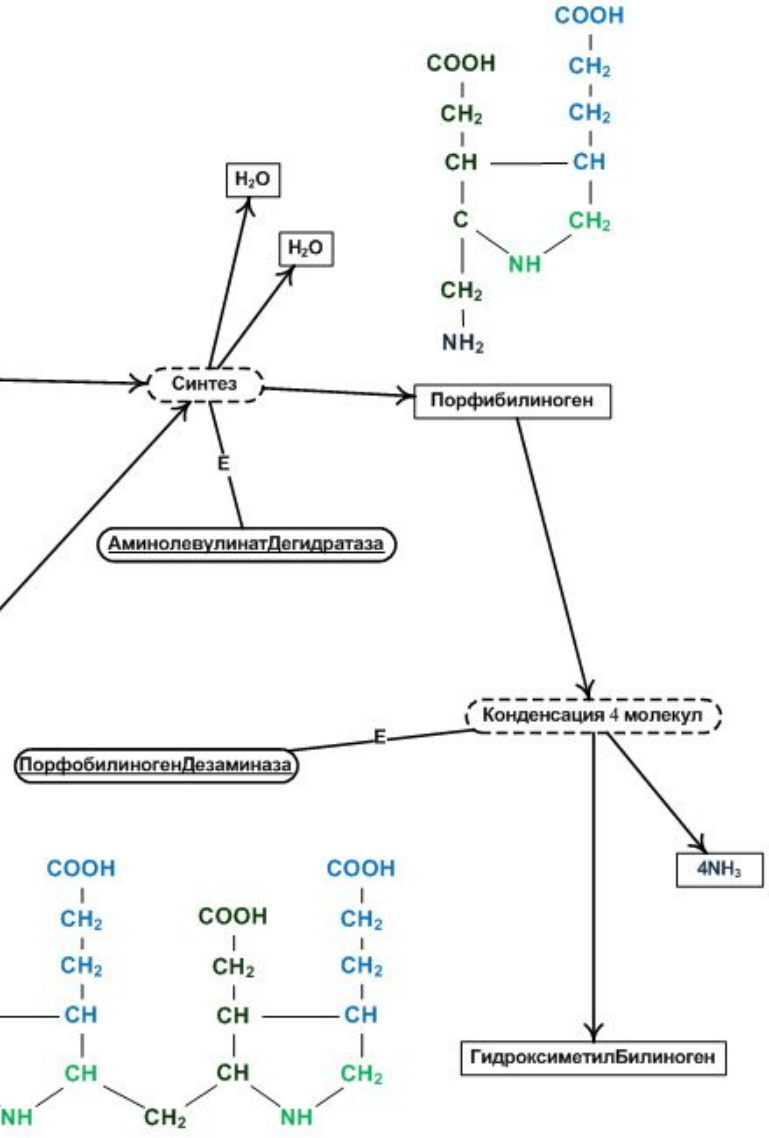 COOH
COOH CH₂
CH₂ CH₂
CH CH
C CH₂
NH
CH₂
NH₂
H₂O
H₂O
Синтез
Порфибилиноген
E
АминолевулинатДегидратаза
Конденсация 4 молекул
E
ПорфобилиногенДезаминаза
4NH₃
COOH COOH
COOH
CH₂ CH₂
CH₂ CH₂ CH₂
CH CH CH
CH CH CH₂
NH CH₂ NH
ГидроксиметилБилиноген